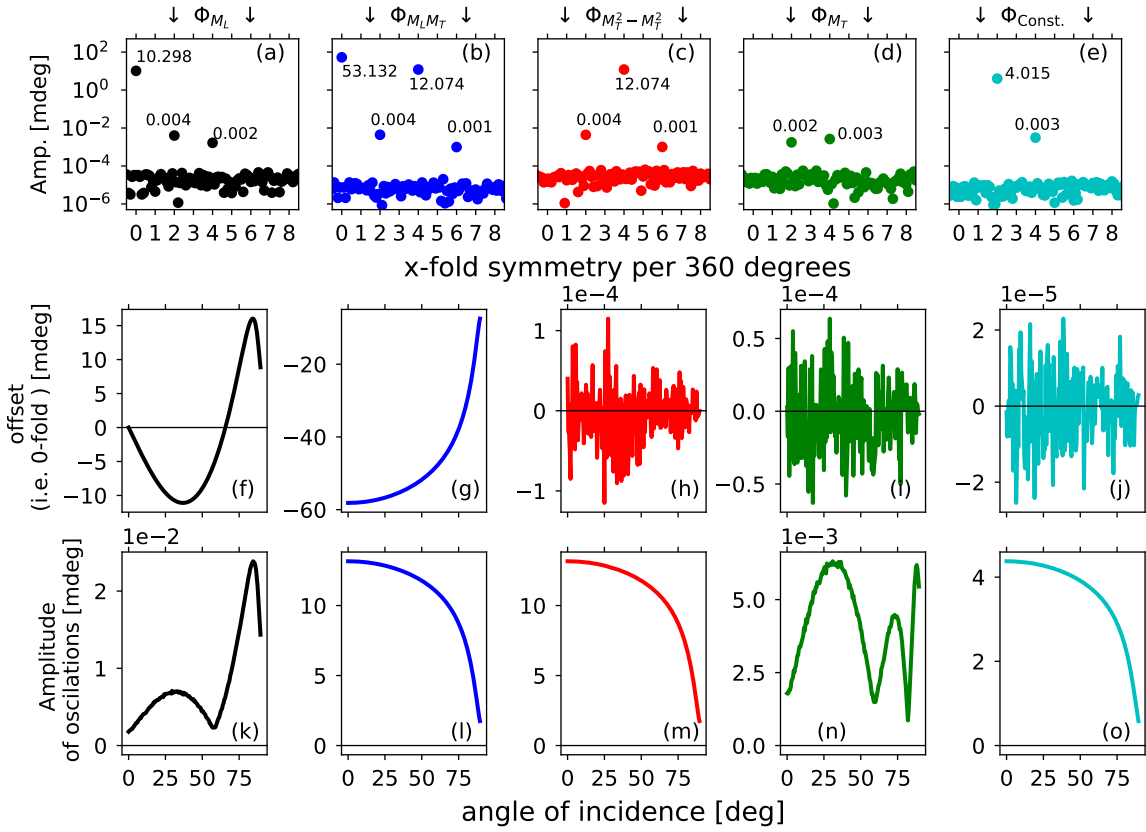 ↓ Φ_{M_L} ↓ ↓ Φ_{M_L M_T} ↓ ↓ Φ_{M_T^2−M_T^2} ↓ ↓ Φ_{M_T} ↓ ↓ Φ_{Const.} ↓
(a) (b) (c) (d) (e)
Amp. [mdeg]
10^2
10^0
10^{−2}
10^{−4}
10^{−6}
10.298
0.004
0.002
53.132
12.074
0.004
0.001
12.074
0.004
0.001
0.002
0.003
4.015
0.003
0 1 2 3 4 5 6 7 8 0 1 2 3 4 5 6 7 8 0 1 2 3 4 5 6 7 8 0 1 2 3 4 5 6 7 8 0 1 2 3 4 5 6 7 8
x-fold symmetry per 360 degrees
offset
(i.e. 0-fold ) [mdeg]
15
10
5
0
−5
−10
(f)
−20
−40
−60
(g)
1e−4
1
0
−1
(h)
1e−4
0.5
0.0
−0.5
(i)
1e−5
2
0
−2
(j)
Amplitude
of oscilations [mdeg]
1e−2
2
1
0
(k)
10
5
0
(l)
10
5
0
(m)
1e−3
6.0
3.0
0.0
(n)
4
2
0
(o)
0 25 50 75 0 25 50 75 0 25 50 75 0 25 50 75 0 25 50 75
angle of incidence [deg]